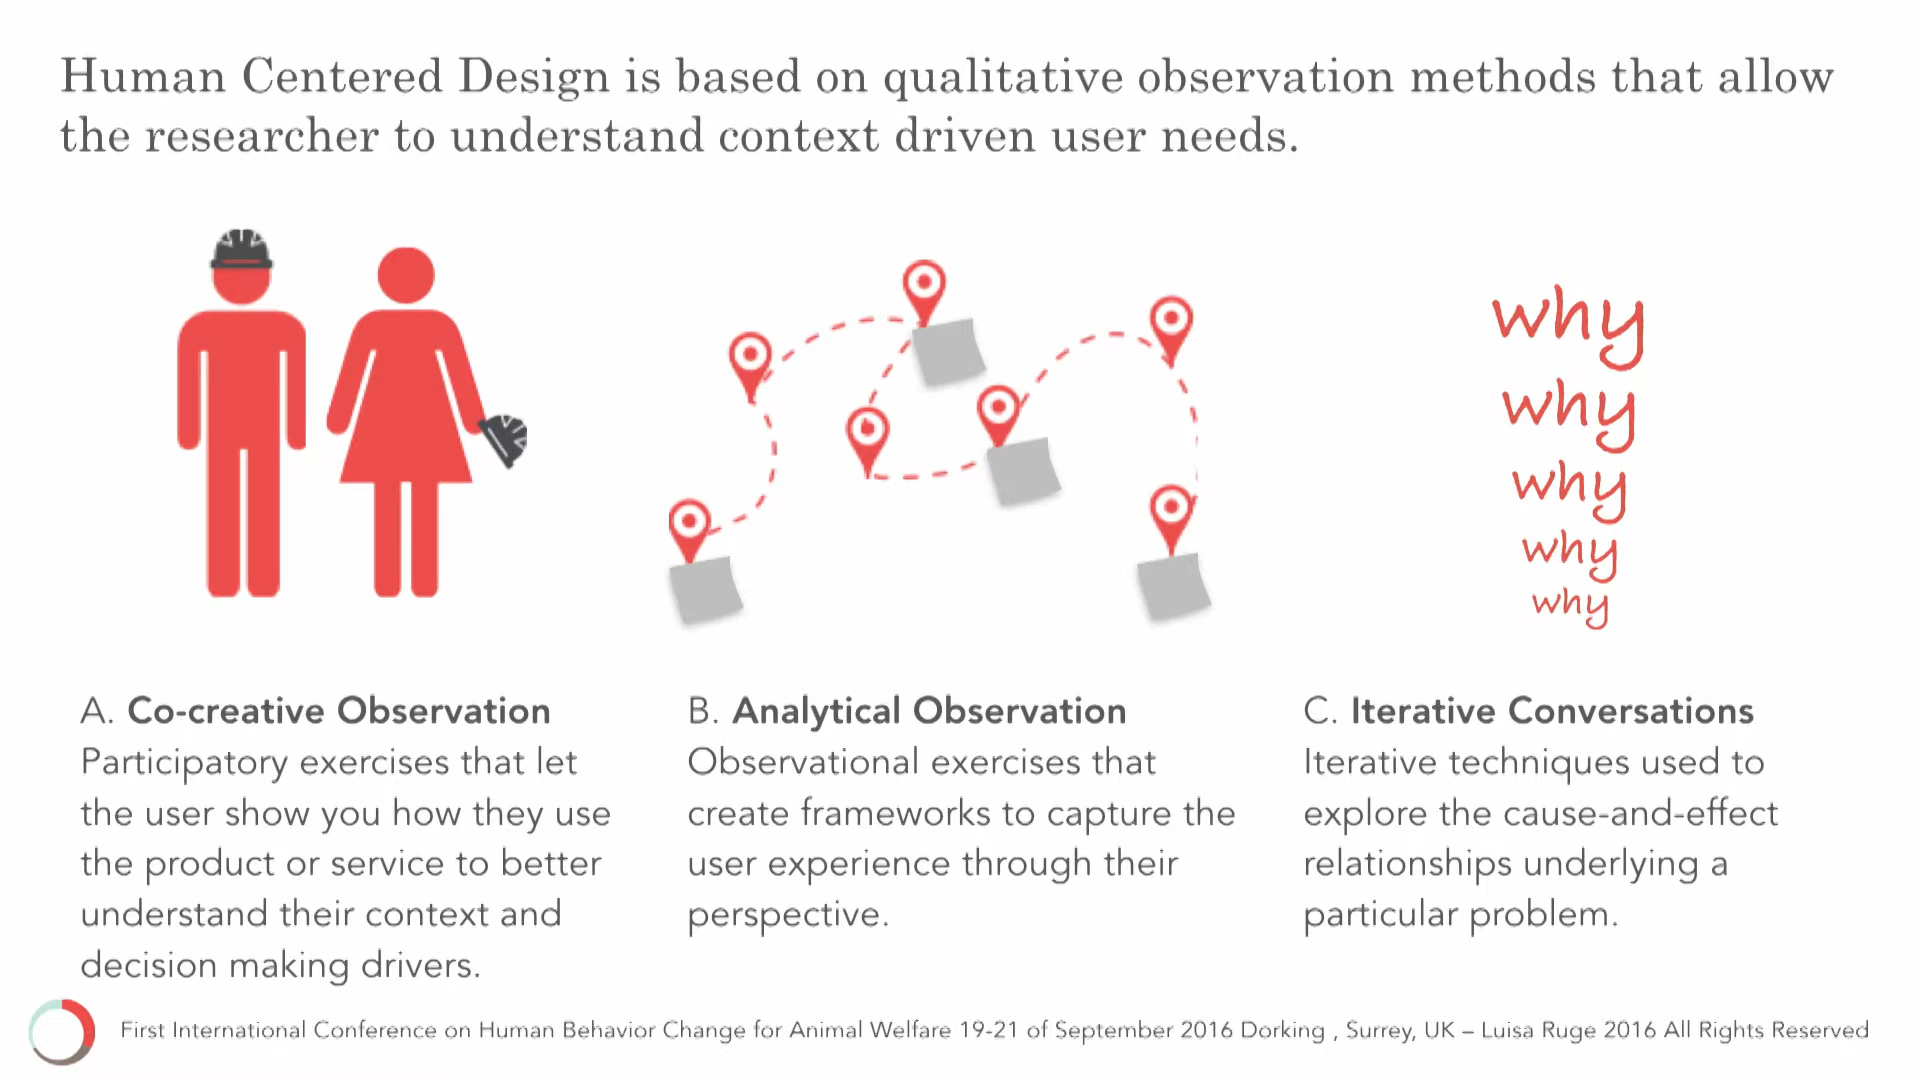 Human Centered Design is based on qualitative observation methods that allow
the researcher to understand context driven user needs.
why
why
why
why
why
A. Co-creative Observation
Participatory exercises that let
the user show you how they use
the product or service to better
understand their context and
decision making drivers.
B. Analytical Observation
Observational exercises that
create frameworks to capture the
user experience through their
perspective.
C. Iterative Conversations
Iterative techniques used to
explore the cause-and-effect
relationships underlying a
particular problem.
First International Conference on Human Behavior Change for Animal Welfare 19-21 of September 2016 Dorking , Surrey, UK – Luisa Ruge 2016 All Rights Reserved